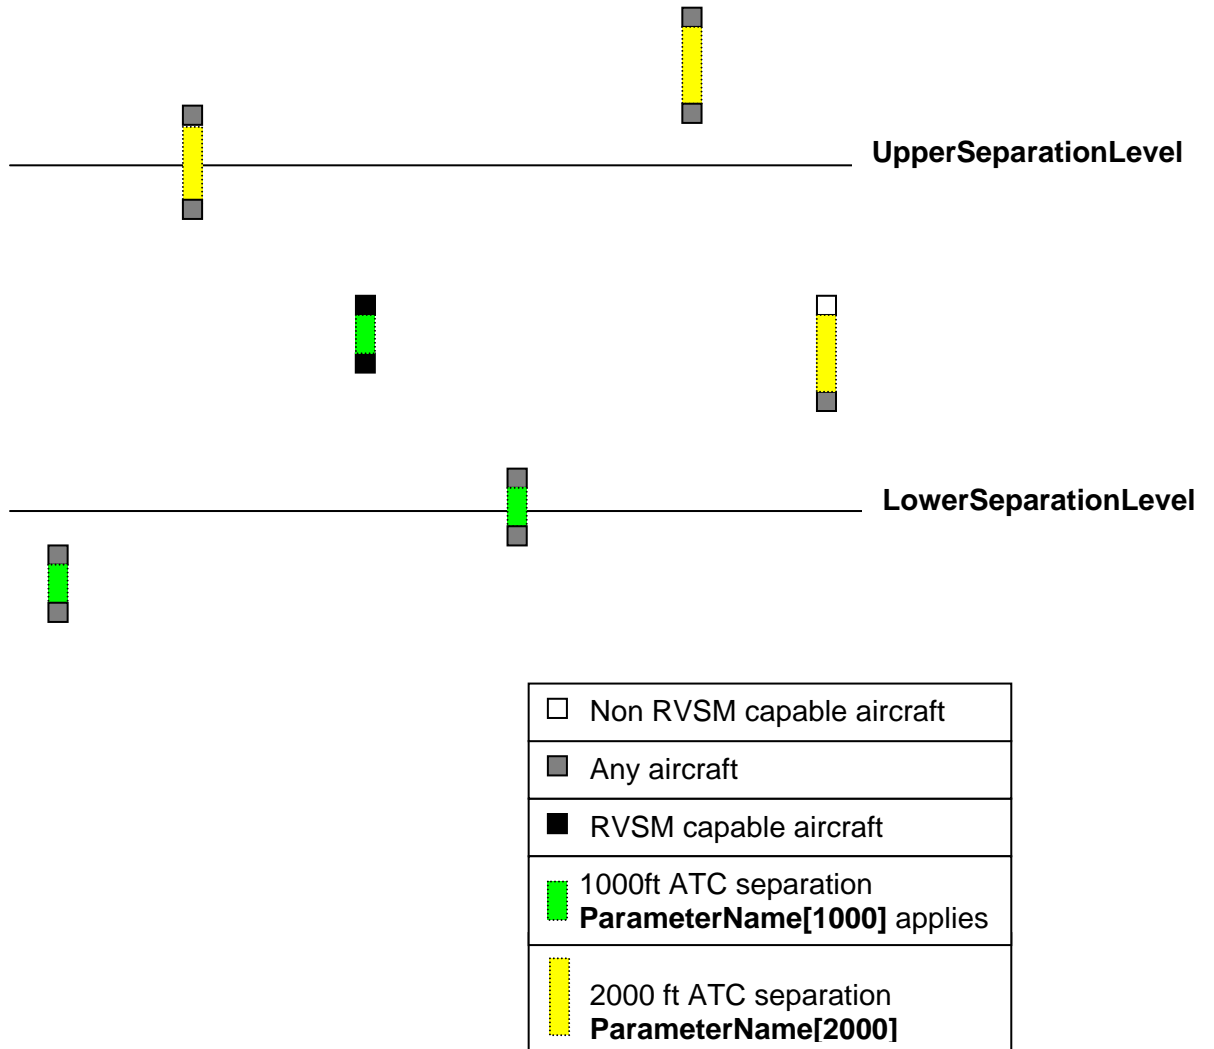 UpperSeparationLevel
LowerSeparationLevel
Non RVSM capable aircraft
Any aircraft
RVSM capable aircraft
1000ft ATC separation
ParameterName[1000] applies
2000 ft ATC separation
ParameterName[2000]